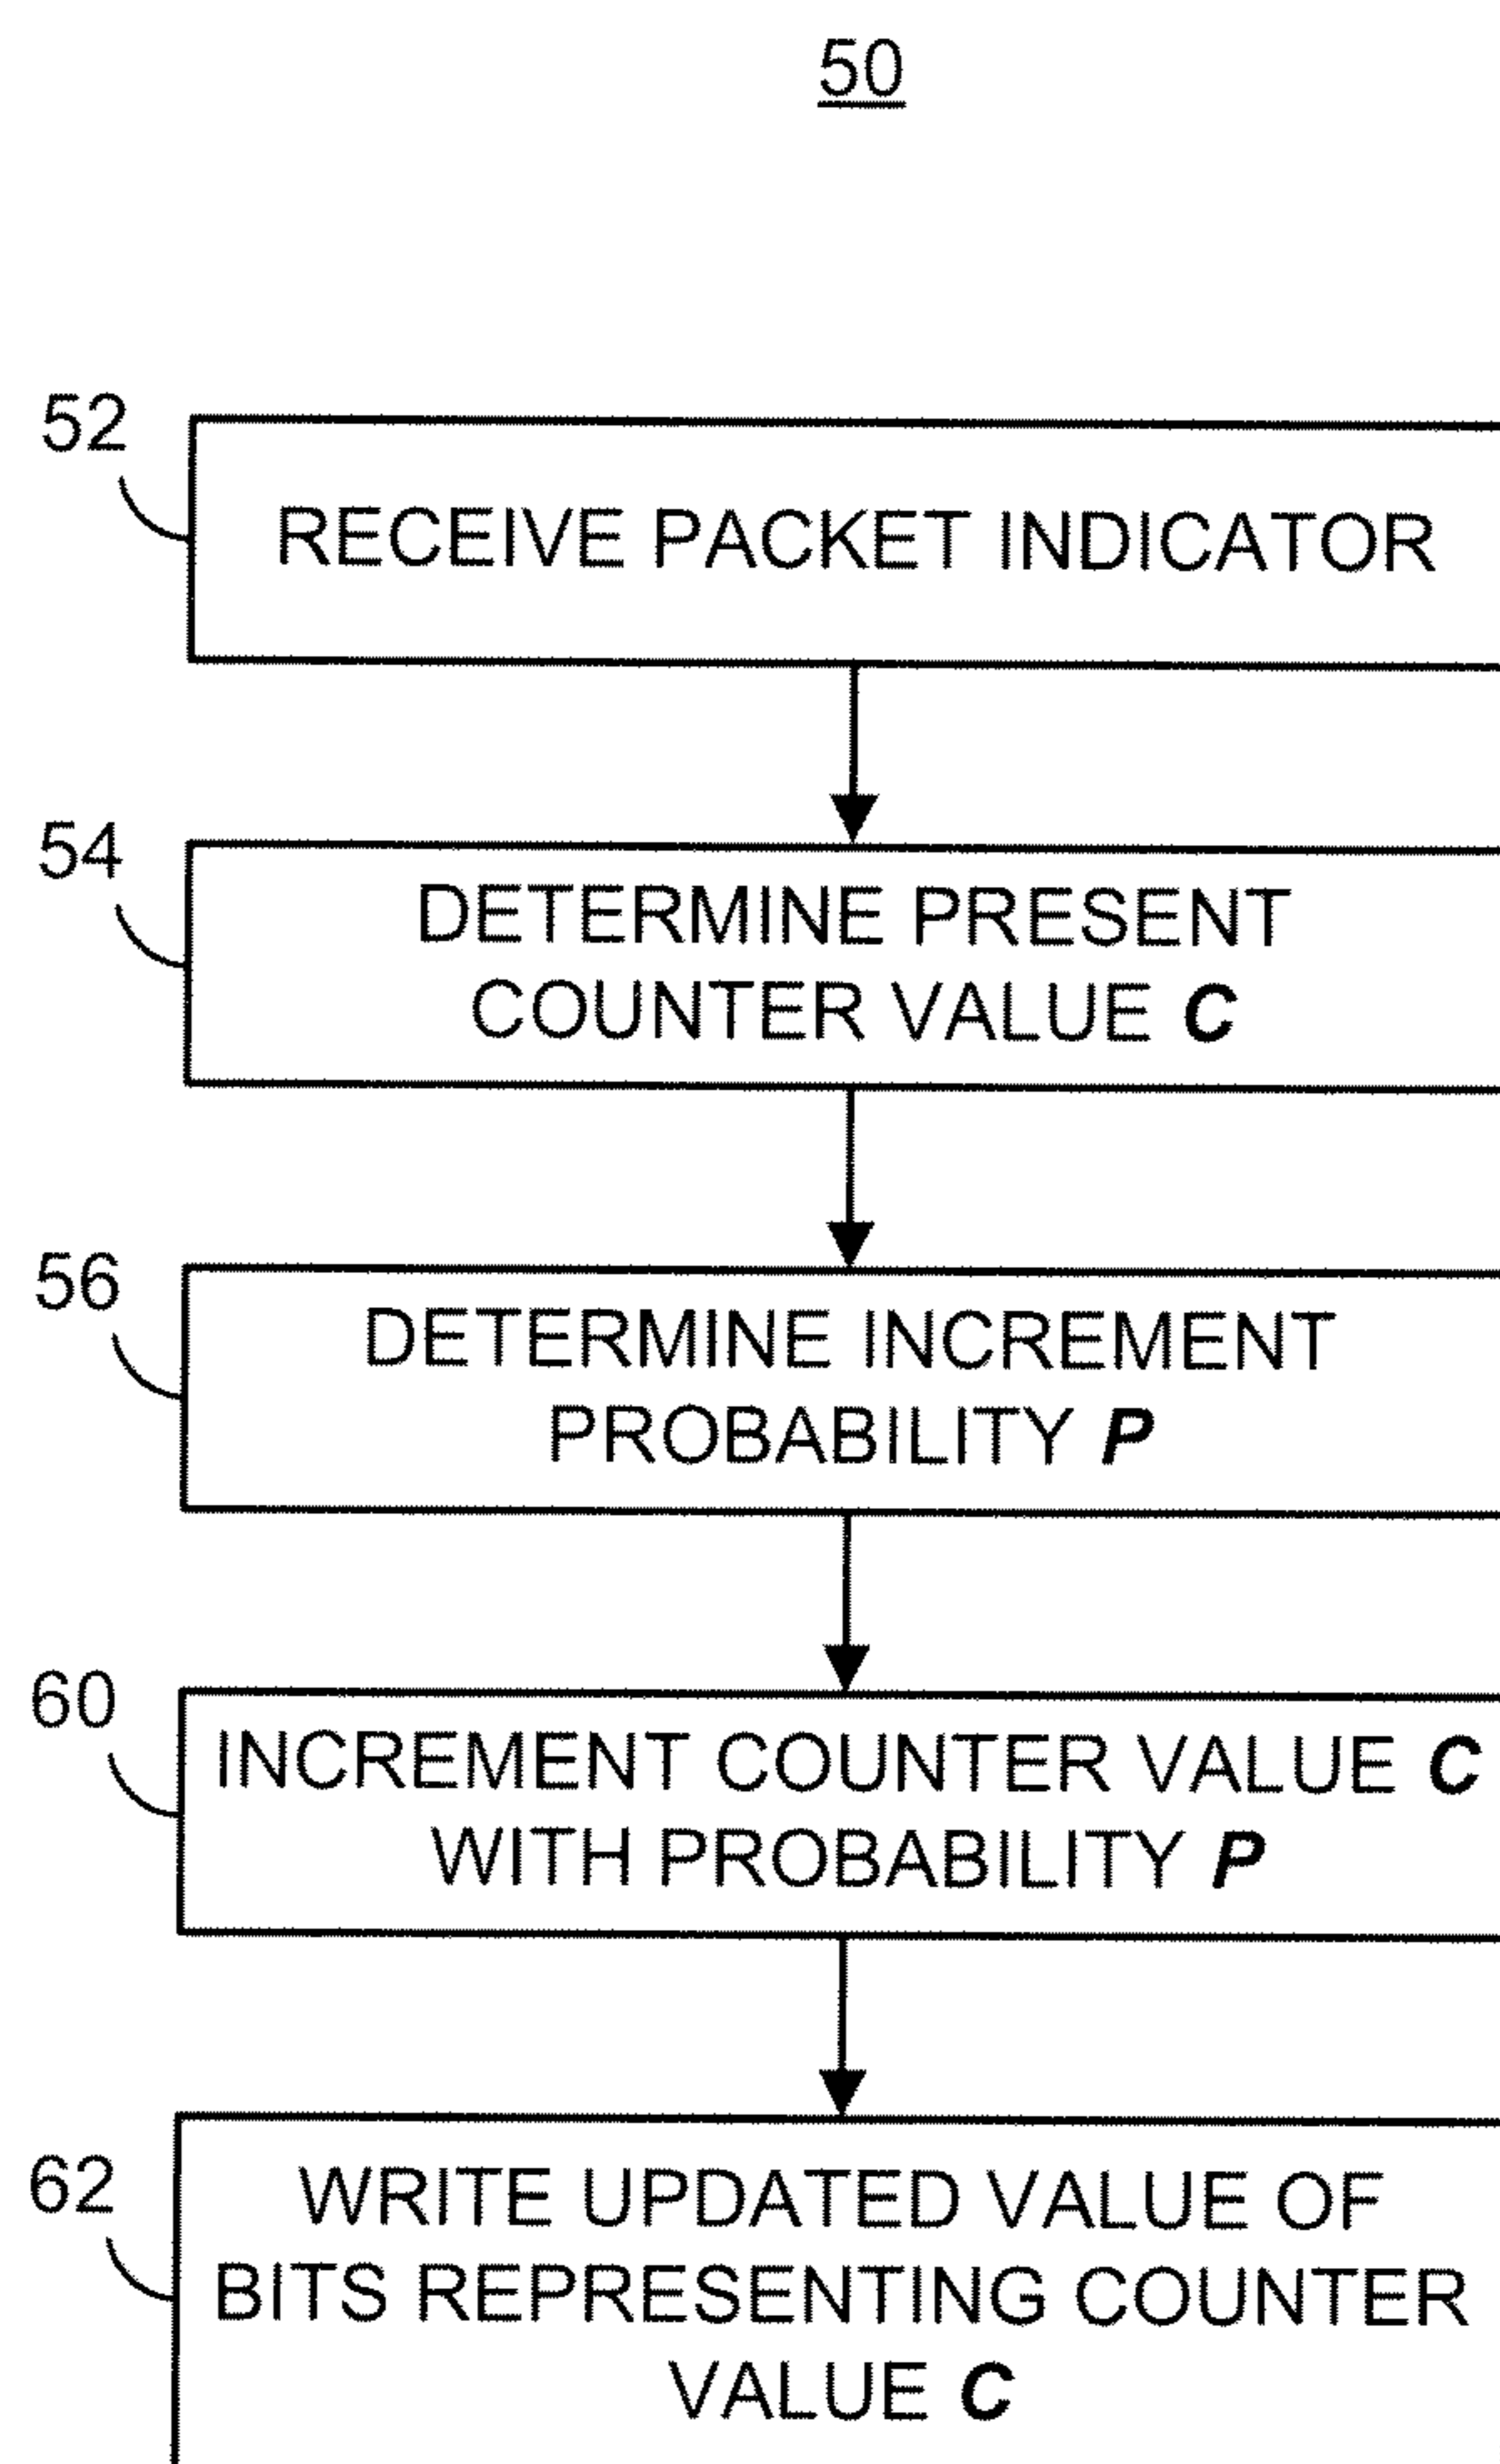 50
52
RECEIVE PACKET INDICATOR
54
DETERMINE PRESENT
COUNTER VALUE C
56
DETERMINE INCREMENT
PROBABILITY P
60
INCREMENT COUNTER VALUE C
WITH PROBABILITY P
62
WRITE UPDATED VALUE OF
BITS REPRESENTING COUNTER
VALUE C